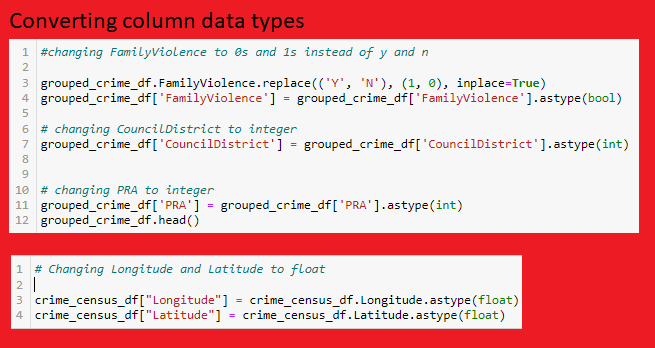 Converting column data types
1 #changing FamilyViolence to 0s and 1s instead of y and n
2
3 grouped_crime_df.FamilyViolence.replace(('Y', 'N'), (1, 0), inplace=True)
4 grouped_crime_df['FamilyViolence'] = grouped_crime_df['FamilyViolence'].astype(bool)
5
6 # changing CouncilDistrict to integer
7 grouped_crime_df['CouncilDistrict'] = grouped_crime_df['CouncilDistrict'].astype(int)
8
9
10 # changing PRA to integer
11 grouped_crime_df['PRA'] = grouped_crime_df['PRA'].astype(int)
12 grouped_crime_df.head()
1 # Changing Longitude and Latitude to float
2
3 crime_census_df["Longitude"] = crime_census_df.Longitude.astype(float)
4 crime_census_df["Latitude"] = crime_census_df.Latitude.astype(float)